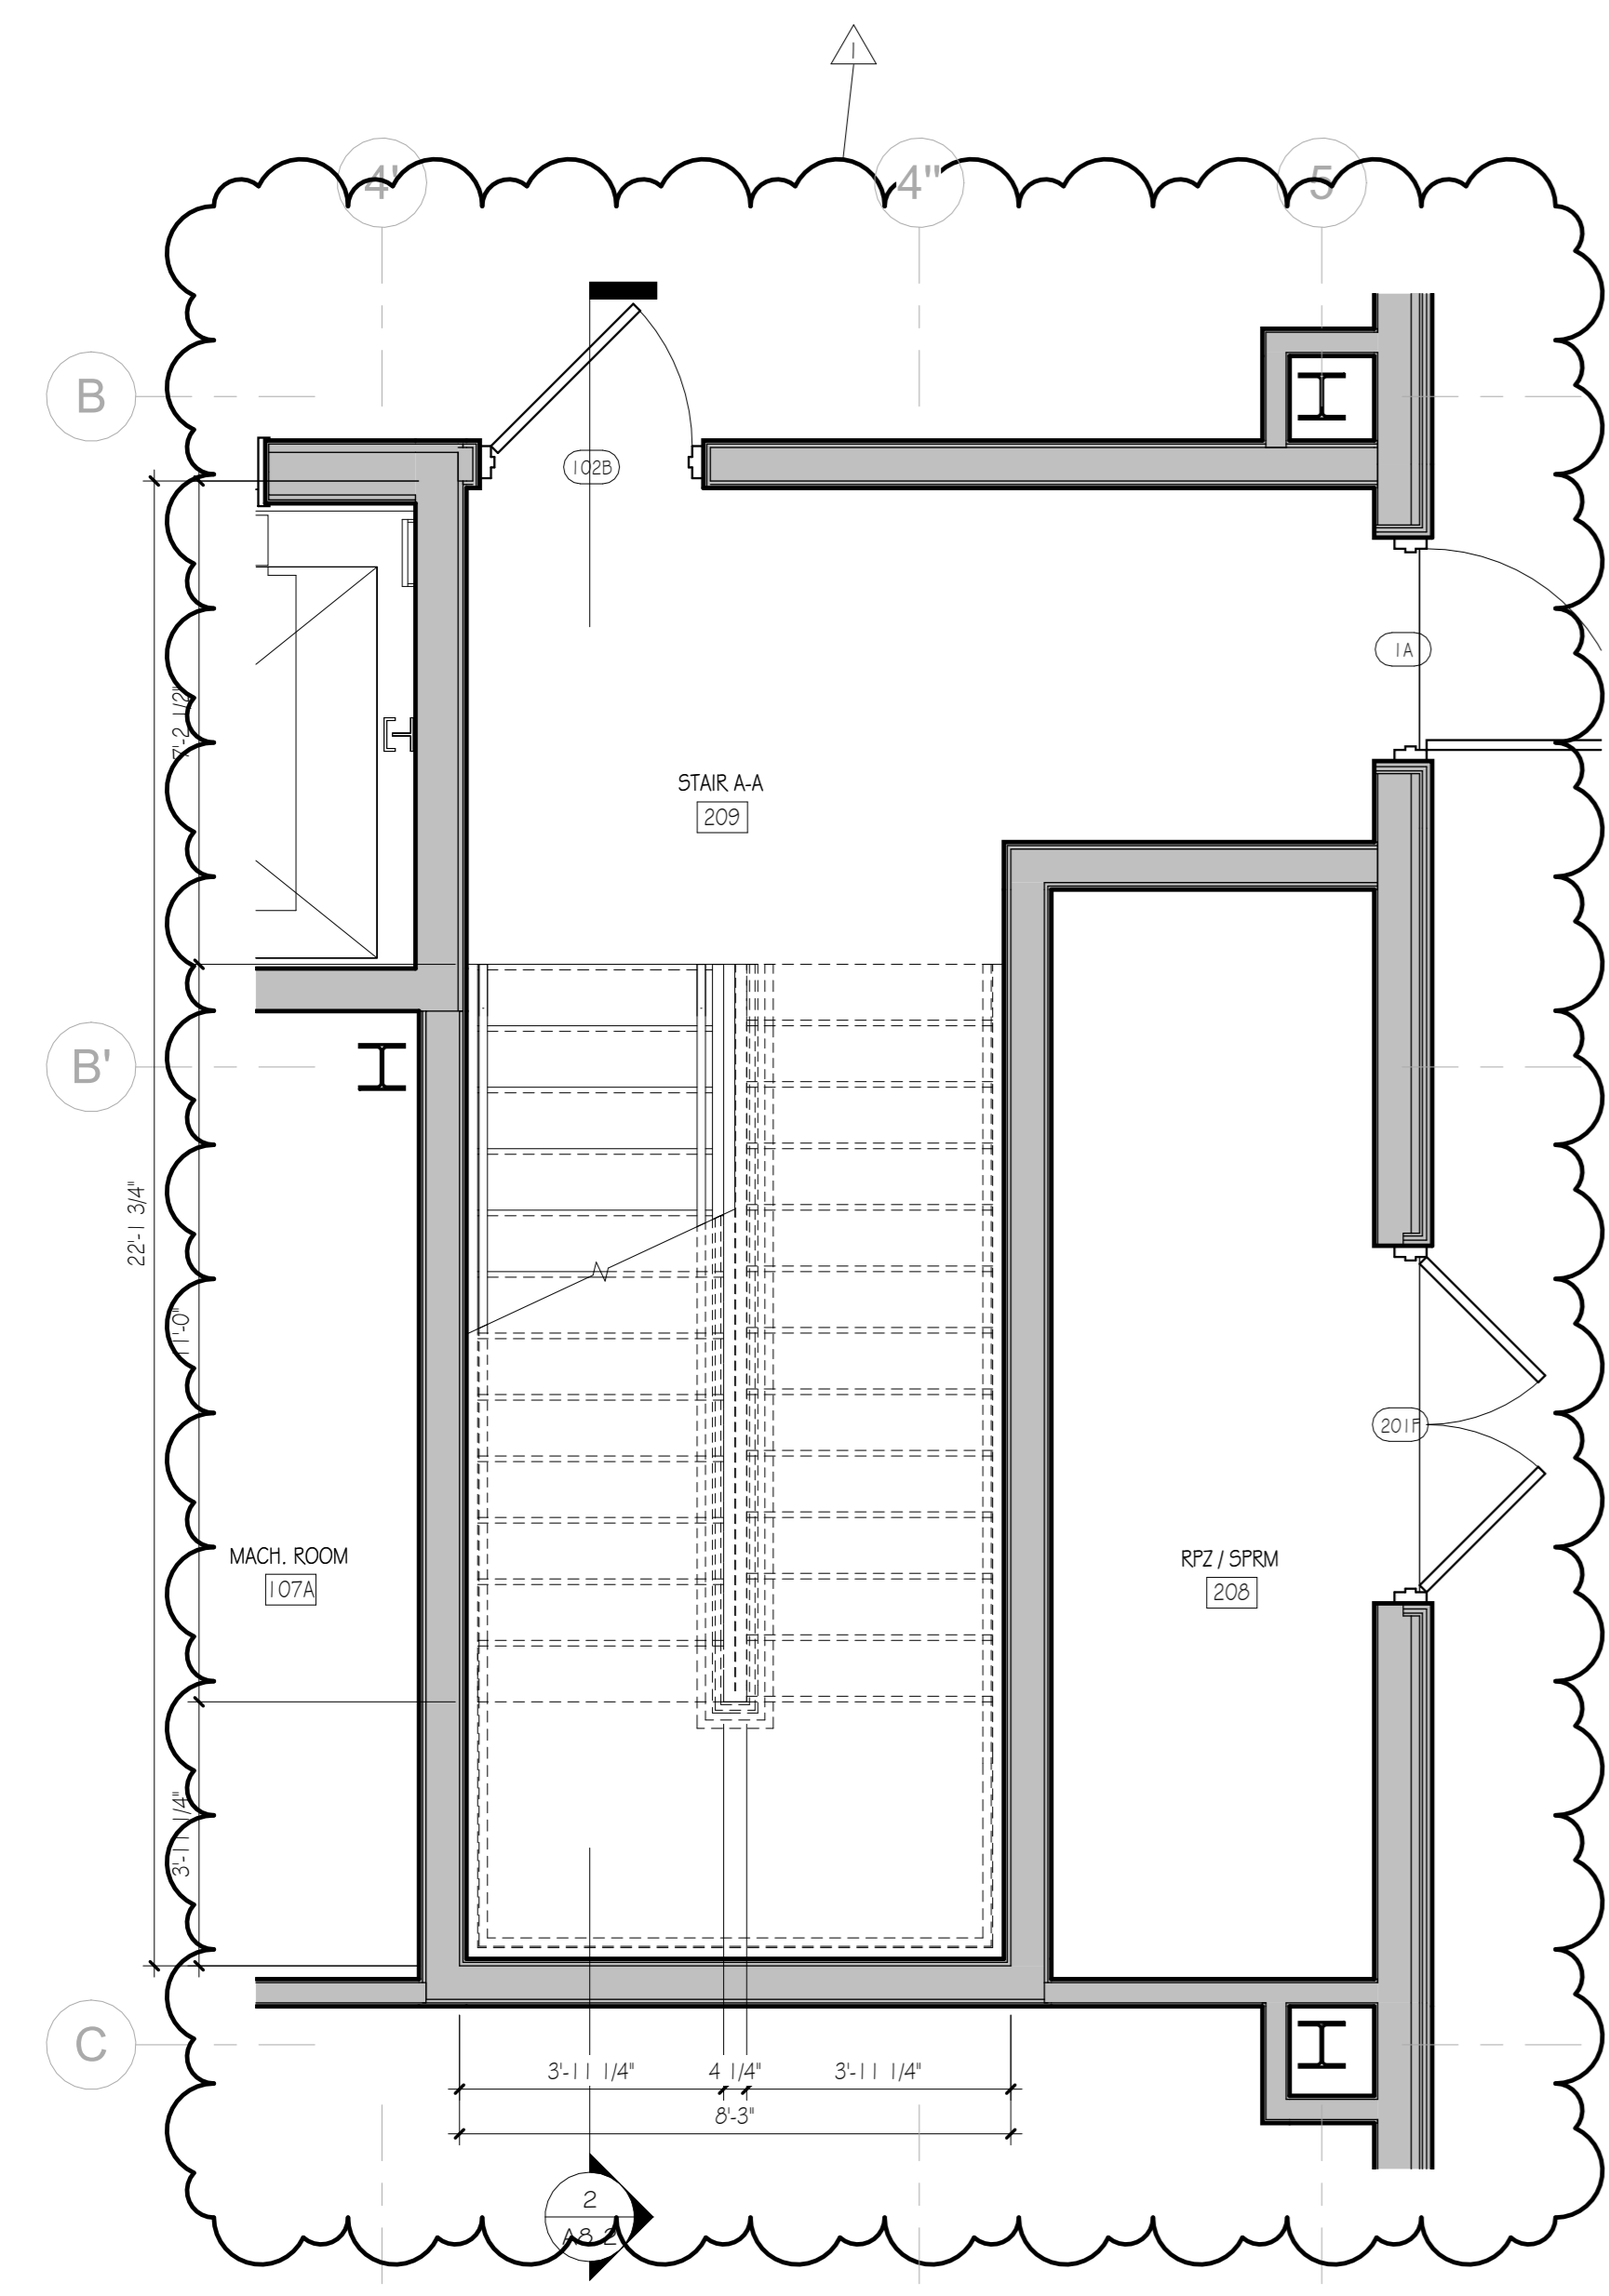 1
4' 4" 5
B
102B
1A
7'-2 1/2"
STAIR A-A
209
B'
22'-1 3/4"
11'-0"
201F
MACH. ROOM
107A
RPZ / SPRM
208
3'-11 1/4"
C
3'-11 1/4" 4 1/4" 3'-11 1/4"
8'-3"
2
A8.2